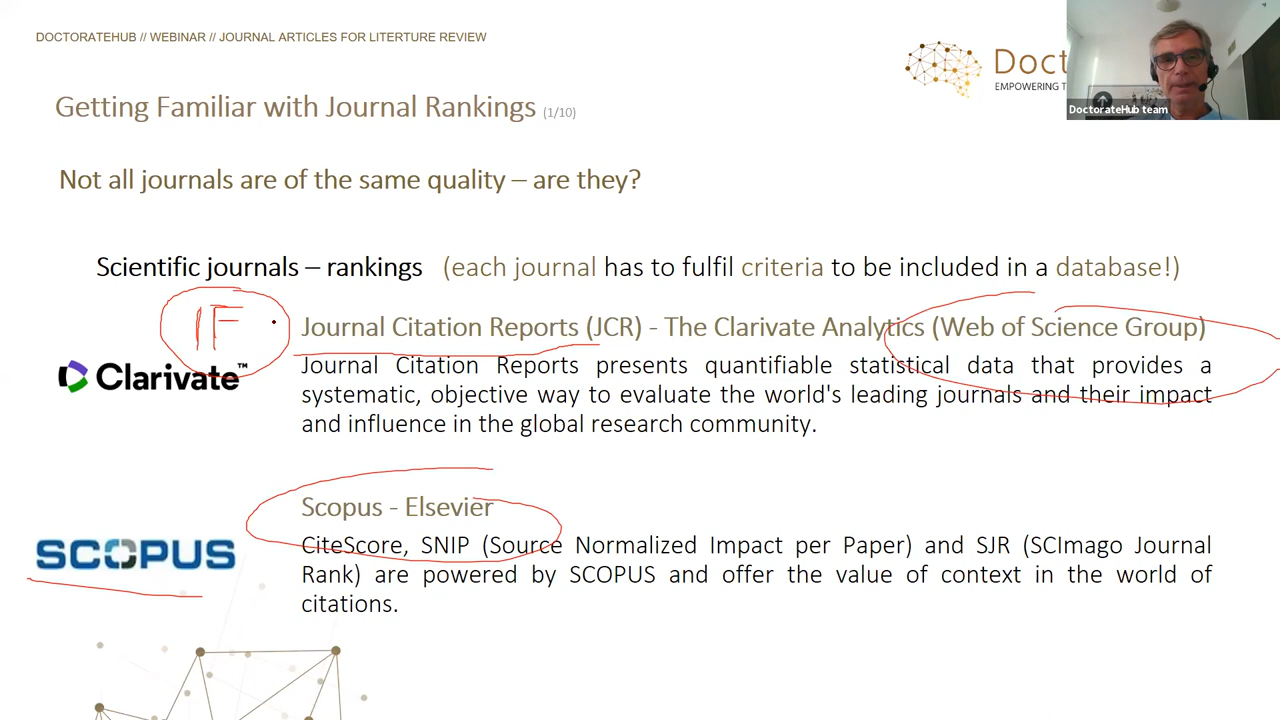 DOCTORATEHUB // WEBINAR // JOURNAL ARTICLES FOR LITERTURE REVIEW
Doct
EMPOWERING T
DoctorateHub team
Getting Familiar with Journal Rankings (1/10)
Not all journals are of the same quality – are they?
Scientific journals – rankings (each journal has to fulfil criteria to be included in a database!)
IF
Journal Citation Reports (JCR) - The Clarivate Analytics (Web of Science Group)
Clarivate™
Journal Citation Reports presents quantifiable statistical data that provides a
systematic, objective way to evaluate the world's leading journals and their impact
and influence in the global research community.
Scopus - Elsevier
SCOPUS
CiteScore, SNIP (Source Normalized Impact per Paper) and SJR (SCImago Journal
Rank) are powered by SCOPUS and offer the value of context in the world of
citations.